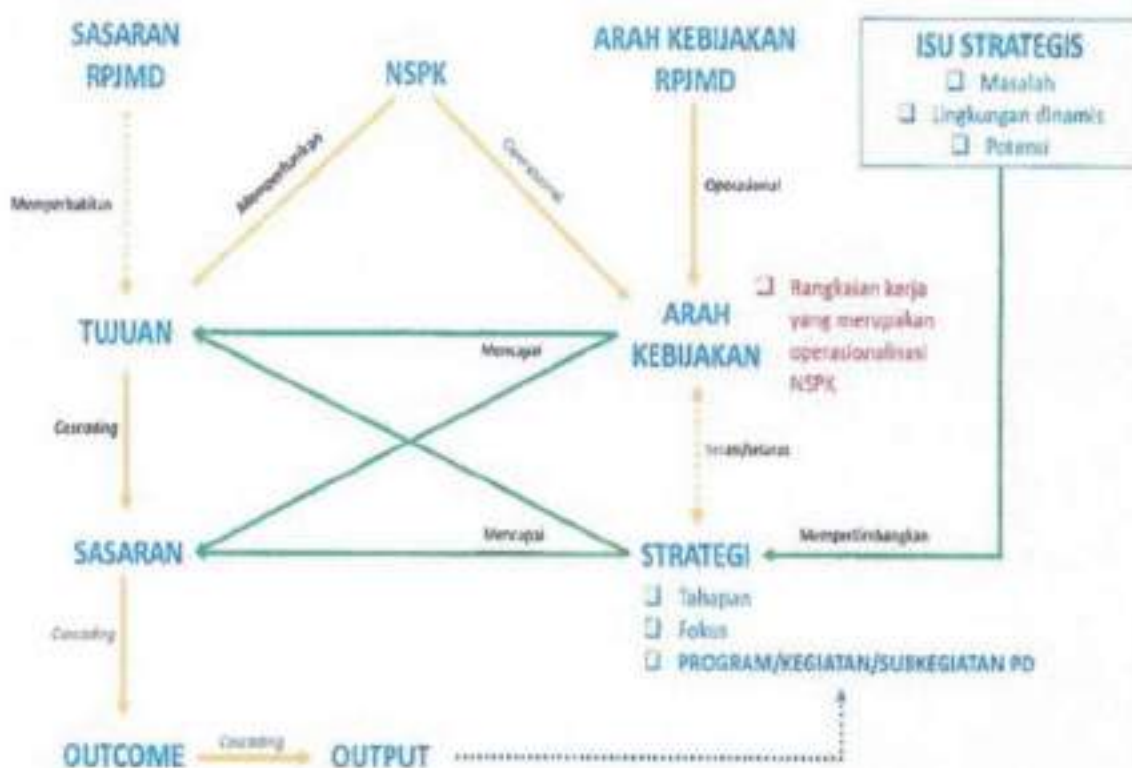 SASARAN
RPJMD
NSPK
ARAH KEBIJAKAN
RPJMD
ISU STRATEGIS
Masalah
Lingkungan dinamis
Potensi
Memperhatikan
Memperhatikan
Operasional
Operasional
TUJUAN
ARAH
KEBIJAKAN
Rangkaian kerja
yang merupakan
operasionalisasi
NSPK
Mencapai
Cascading
SASARAN
Mencapai
STRATEGI
Mempertimbangkan
Tahapan
Fokus
PROGRAM/KEGIATAN/SUBKEGIATAN PD
Cascading
OUTCOME
Cascading
OUTPUT